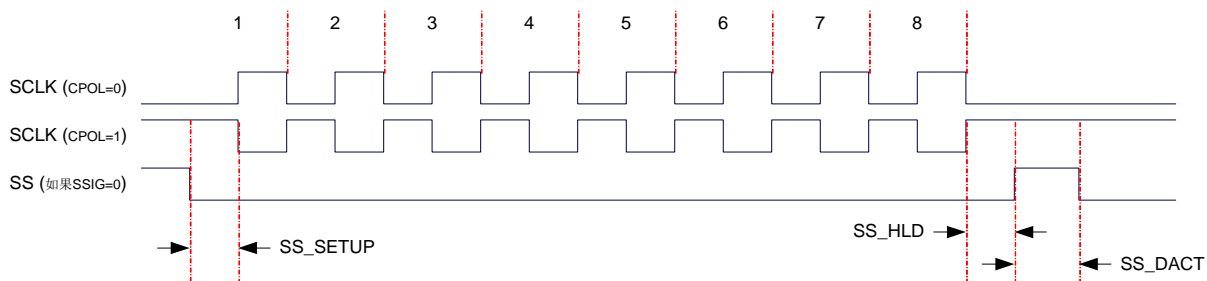 1 2 3 4 5 6 7 8
SCLK (CPOL=0)
SCLK (CPOL=1)
SS (如果SSIG=0)
SS_HLD
SS_SETUP
SS_DACT